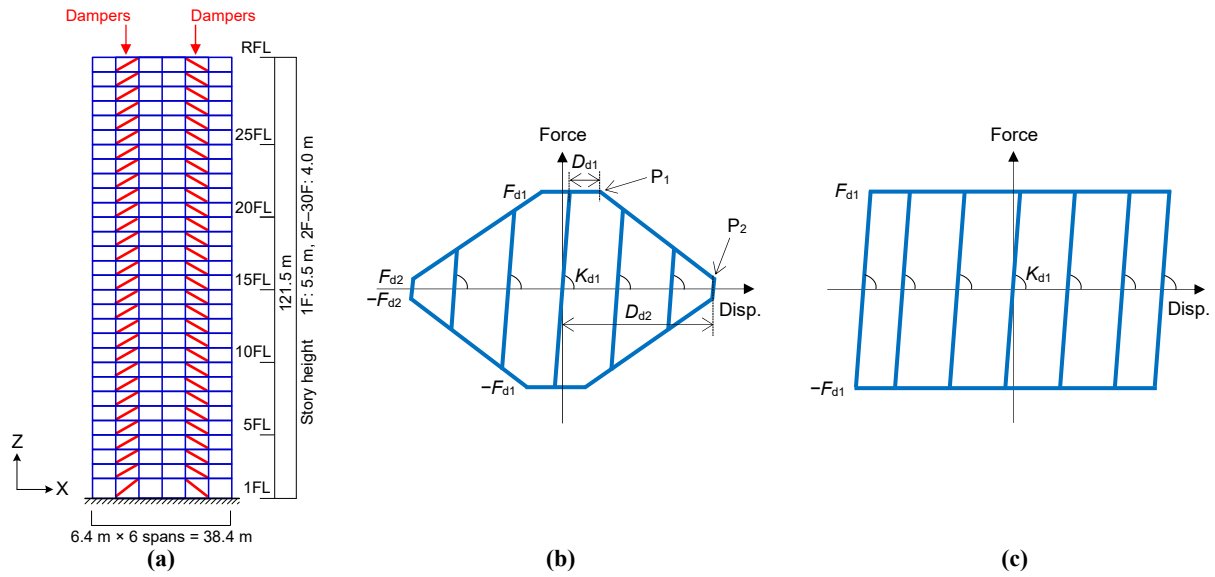 Dampers
Dampers
RFL
25FL
20FL
15FL
10FL
5FL
1FL
121.5 m
Story height 1F: 5.5 m, 2F–30F: 4.0 m
Z
X
6.4 m × 6 spans = 38.4 m
(a)
Force
Dd1
P1
Fd1
P2
Fd2
−Fd2
Kd1
Disp.
Dd2
−Fd1
(b)
Force
Fd1
Kd1
Disp.
−Fd1
(c)